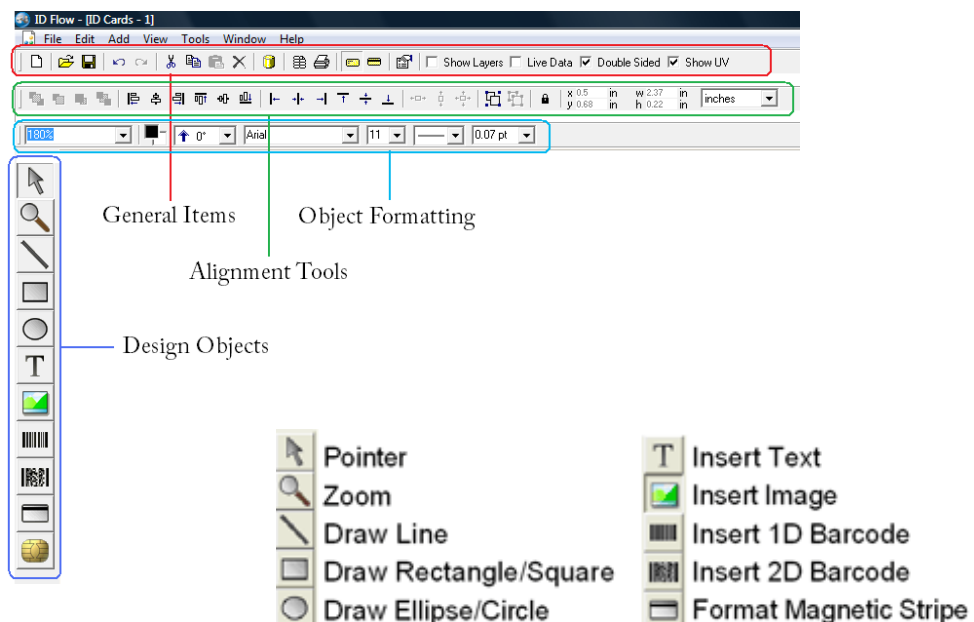 ID Flow - [ID Cards - 1]
File Edit Add View Tools Window Help
Show Layers Live Data Double Sided Show UV
x 0.5 in w 2.37 in inches
y 0.68 in h 0.22 in
180% 0° Arial 11 0.07 pt
General Items Object Formatting
Alignment Tools
Design Objects
T
Pointer T Insert Text
Zoom Insert Image
Draw Line Insert 1D Barcode
Draw Rectangle/Square Insert 2D Barcode
Draw Ellipse/Circle Format Magnetic Stripe